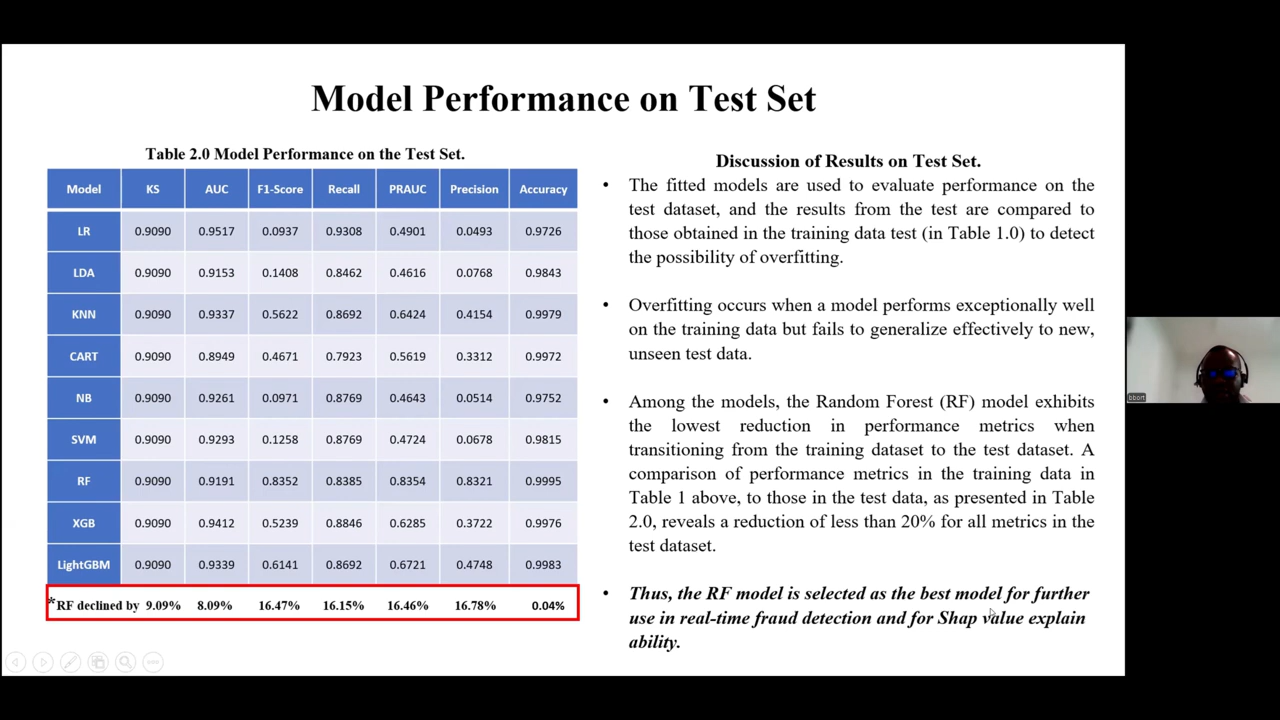 Model Performance on Test Set
Table 2.0 Model Performance on the Test Set.
Model KS AUC F1-Score Recall PRAUC Precision Accuracy
LR 0.9090 0.9517 0.0937 0.9308 0.4901 0.0493 0.9726
LDA 0.9090 0.9153 0.1408 0.8462 0.4616 0.0768 0.9843
KNN 0.9090 0.9337 0.5622 0.8692 0.6424 0.4154 0.9979
CART 0.9090 0.8949 0.4671 0.7923 0.5619 0.3312 0.9972
NB 0.9090 0.9261 0.0971 0.8769 0.4643 0.0514 0.9752
SVM 0.9090 0.9293 0.1258 0.8769 0.4724 0.0678 0.9815
RF 0.9090 0.9191 0.8352 0.8385 0.8354 0.8321 0.9995
XGB 0.9090 0.9412 0.5239 0.8846 0.6285 0.3722 0.9976
LightGBM 0.9090 0.9339 0.6141 0.8692 0.6721 0.4748 0.9983
*RF declined by 9.09% 8.09% 16.47% 16.15% 16.46% 16.78% 0.04%
Discussion of Results on Test Set.
• The fitted models are used to evaluate performance on the
test dataset, and the results from the test are compared to
those obtained in the training data test (in Table 1.0) to detect
the possibility of overfitting.
• Overfitting occurs when a model performs exceptionally well
on the training data but fails to generalize effectively to new,
unseen test data.
• Among the models, the Random Forest (RF) model exhibits
the lowest reduction in performance metrics when
transitioning from the training dataset to the test dataset. A
comparison of performance metrics in the training data in
Table 1 above, to those in the test data, as presented in Table
2.0, reveals a reduction of less than 20% for all metrics in the
test dataset.
• Thus, the RF model is selected as the best model for further
use in real-time fraud detection and for Shap value explain
ability.
bbort